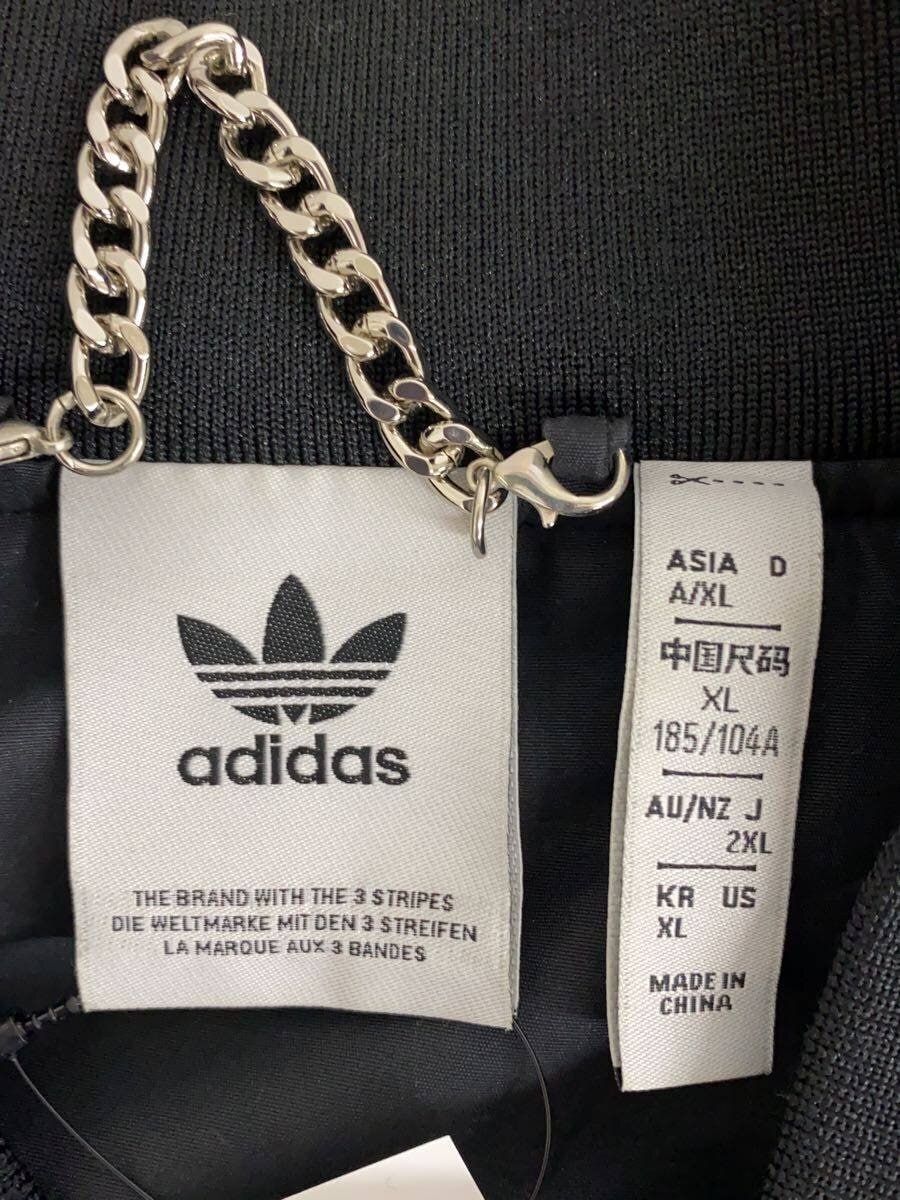 adidas
THE BRAND WITH THE 3 STRIPES
DIE WELTMARKE MIT DEN 3 STREIFEN
LA MARQUE AUX 3 BANDES
ASIA D
A/XL
中国尺码
XL
185/104A
AU/NZ J
2XL
KR US
XL
MADE IN
CHINA